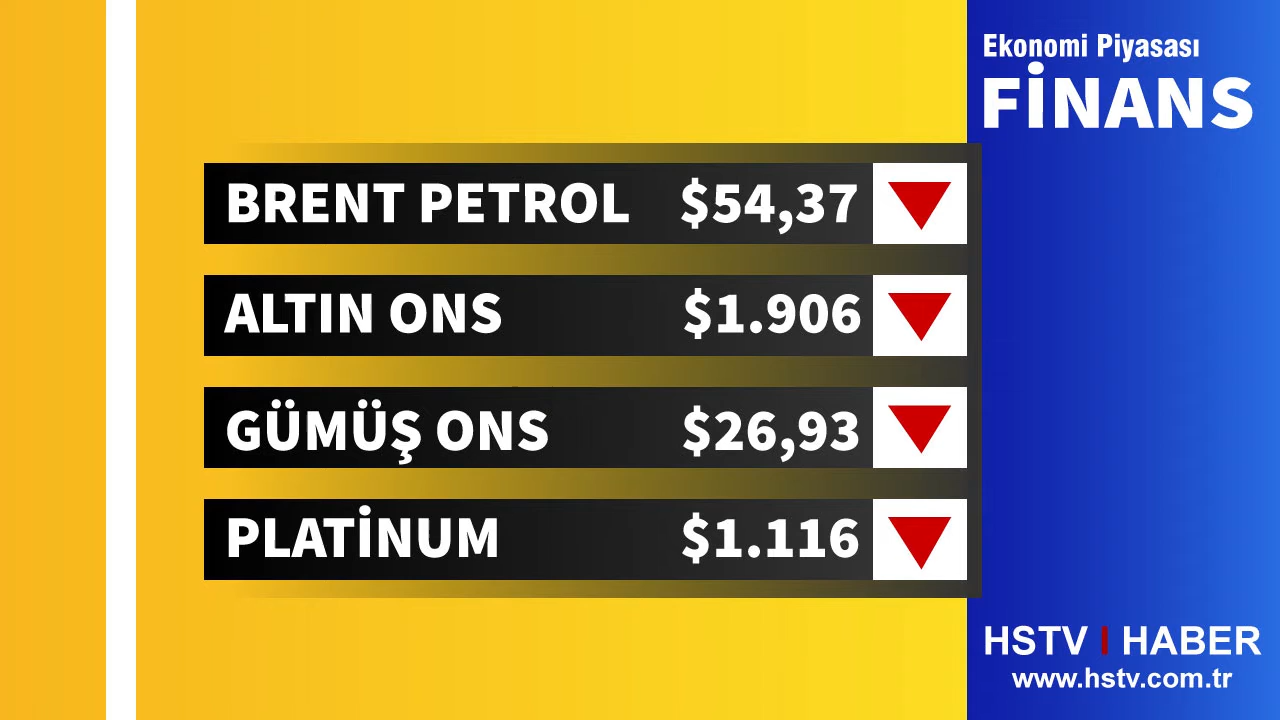 Ekonomi Piyasası
FİNANS
BRENT PETROL $54,37
ALTIN ONS $1.906
GÜMÜŞ ONS $26,93
PLATİNUM $1.116
HSTV | HABER
www.hstv.com.tr